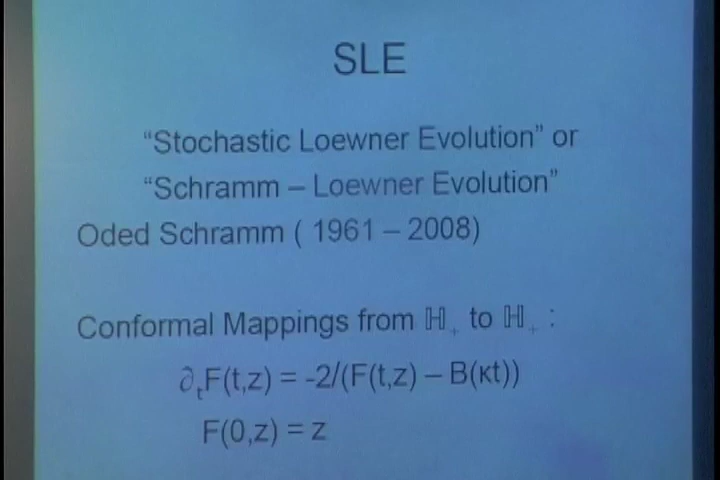 SLE
“Stochastic Loewner Evolution” or
“Schramm – Loewner Evolution”
Oded Schramm ( 1961 – 2008)
Conformal Mappings from ℍ₊ to ℍ₊ :
∂ₜF(t,z) = -2/(F(t,z) – B(κt))
F(0,z) = z